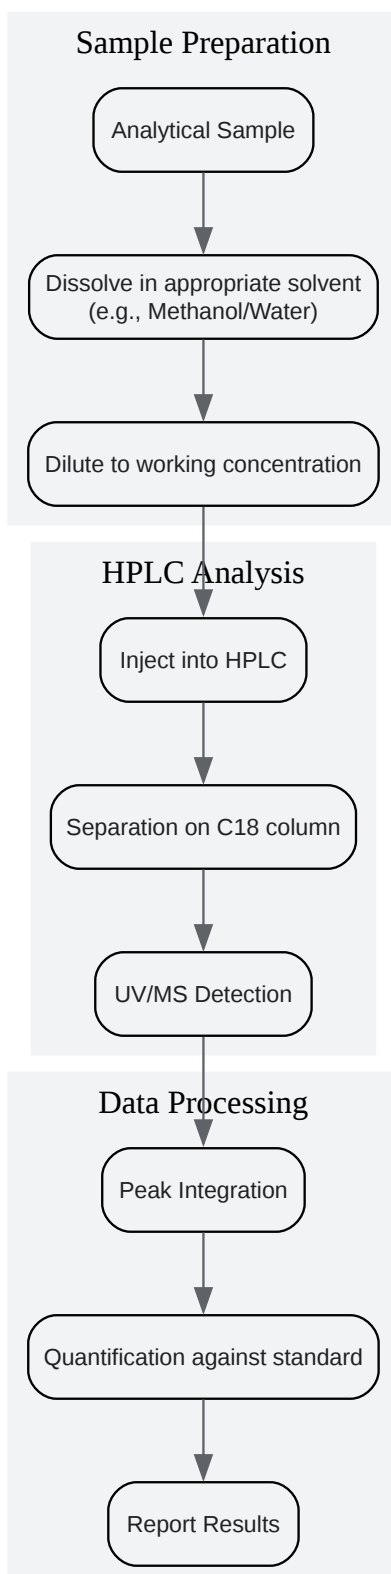 Sample Preparation
Analytical Sample
Dissolve in appropriate solvent
(e.g., Methanol/Water)
Dilute to working concentration
HPLC Analysis
Inject into HPLC
Separation on C18 column
UV/MS Detection
Data Processing
Peak Integration
Quantification against standard
Report Results